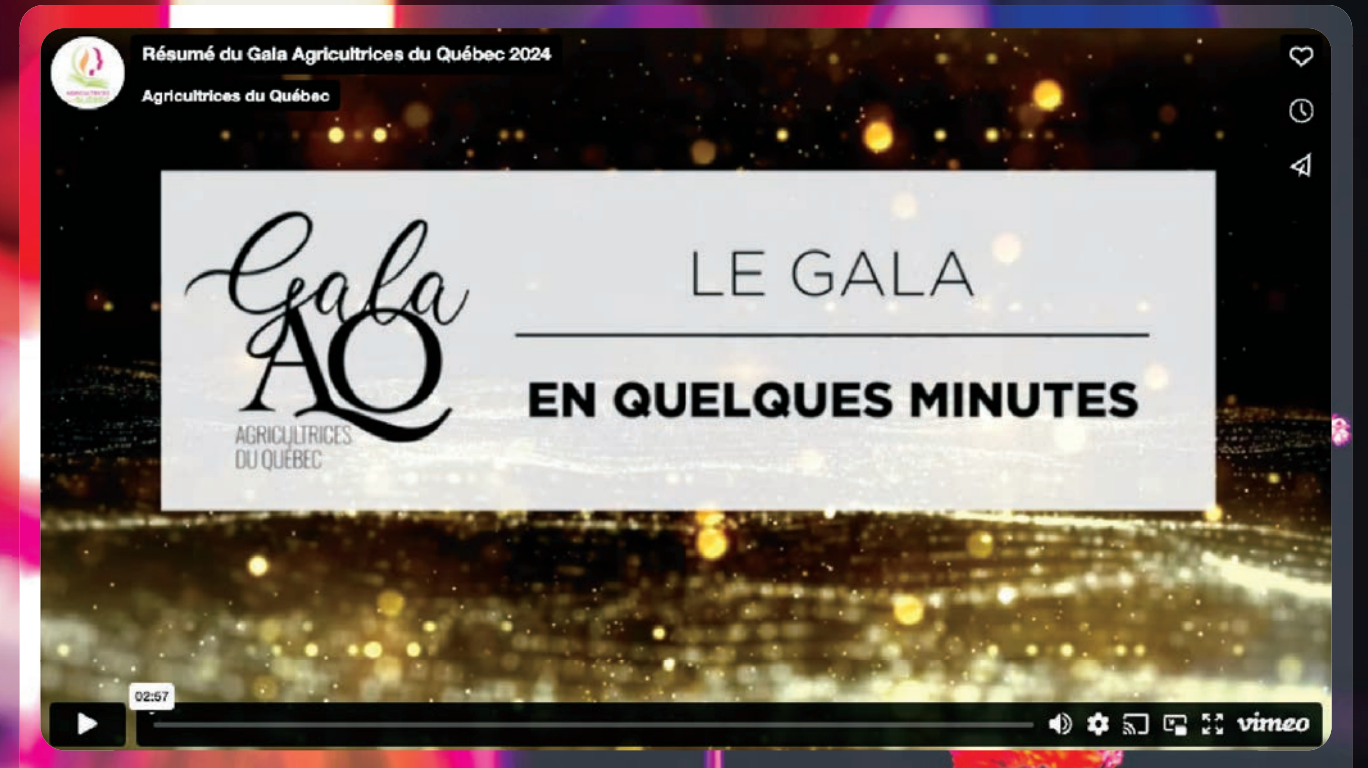 Résumé du Gala Agricultrices du Québec 2024
Agricultrices du Québec
Gala
AQ
AGRICULTRICES
DU QUÉBEC
LE GALA
EN QUELQUES MINUTES
02:57
vimeo